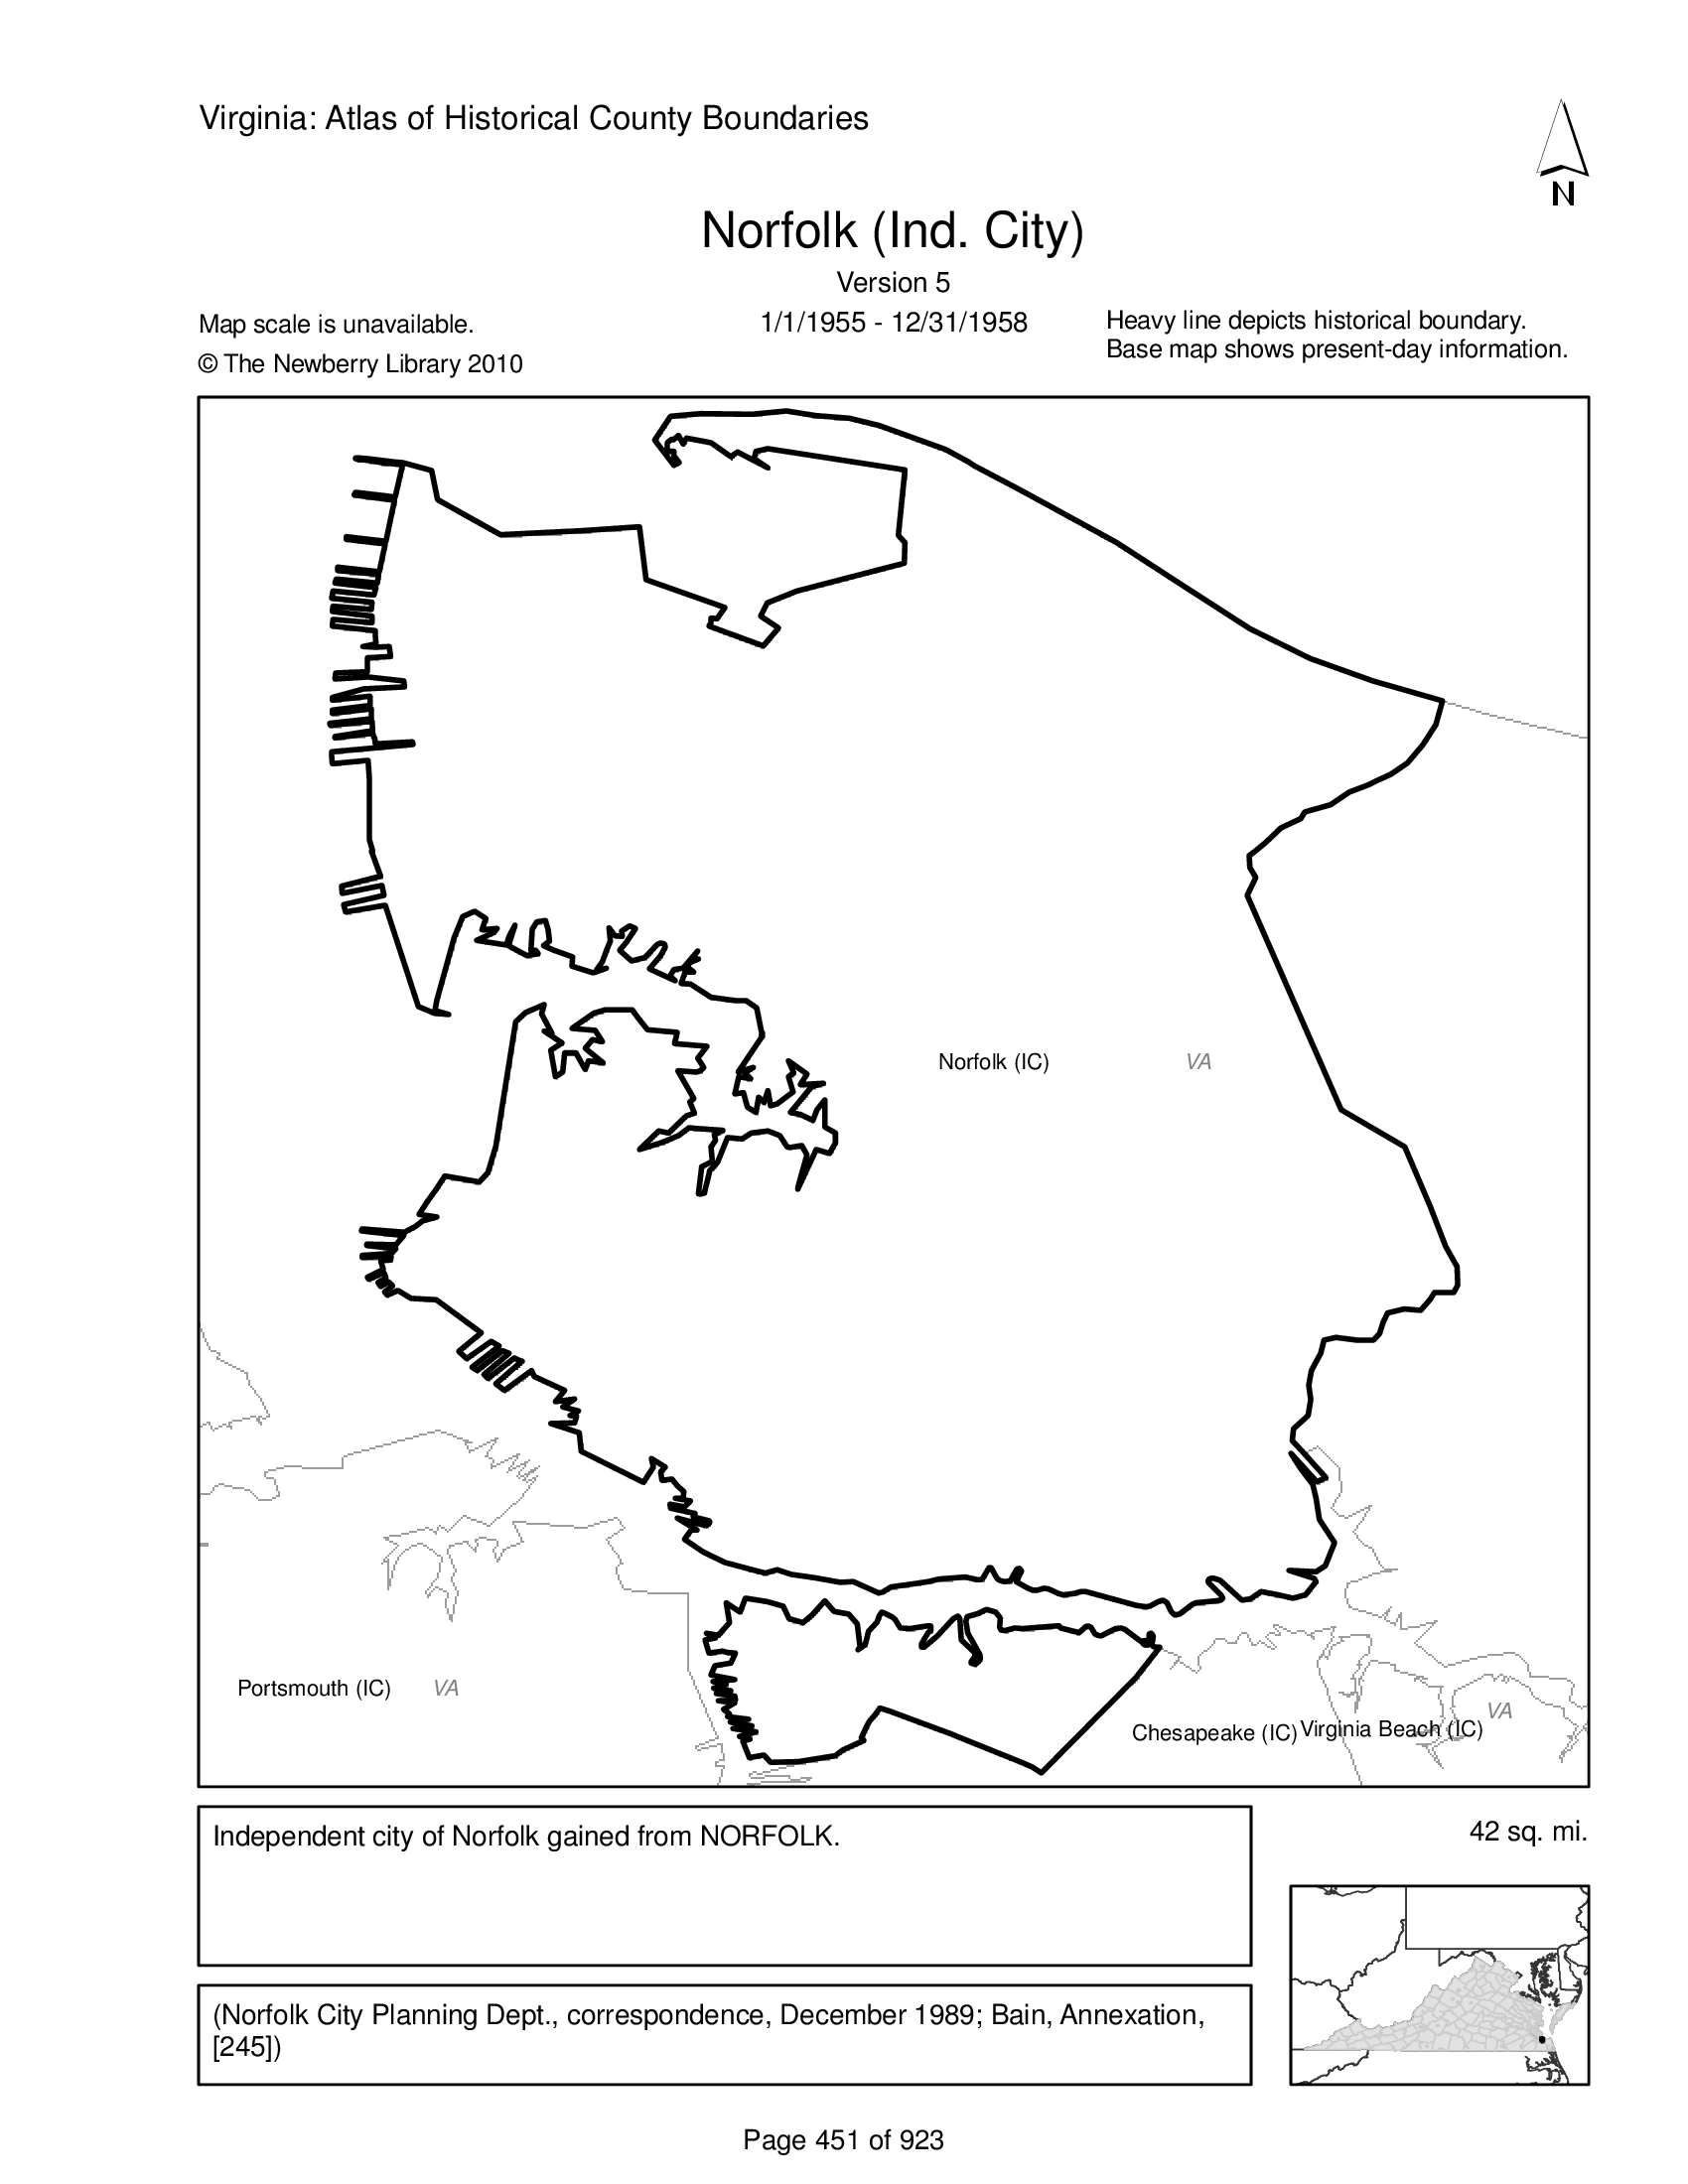 Virginia: Atlas of Historical County Boundaries
N
Norfolk (Ind. City)
Version 5
1/1/1955 - 12/31/1958
Map scale is unavailable.
© The Newberry Library 2010
Heavy line depicts historical boundary.
Base map shows present-day information.
Norfolk (IC)
VA
Portsmouth (IC)
VA
Chesapeake (IC)
Virginia Beach (IC)
VA
Independent city of Norfolk gained from NORFOLK.
42 sq. mi.
(Norfolk City Planning Dept., correspondence, December 1989; Bain, Annexation,
[245])
Page 451 of 923